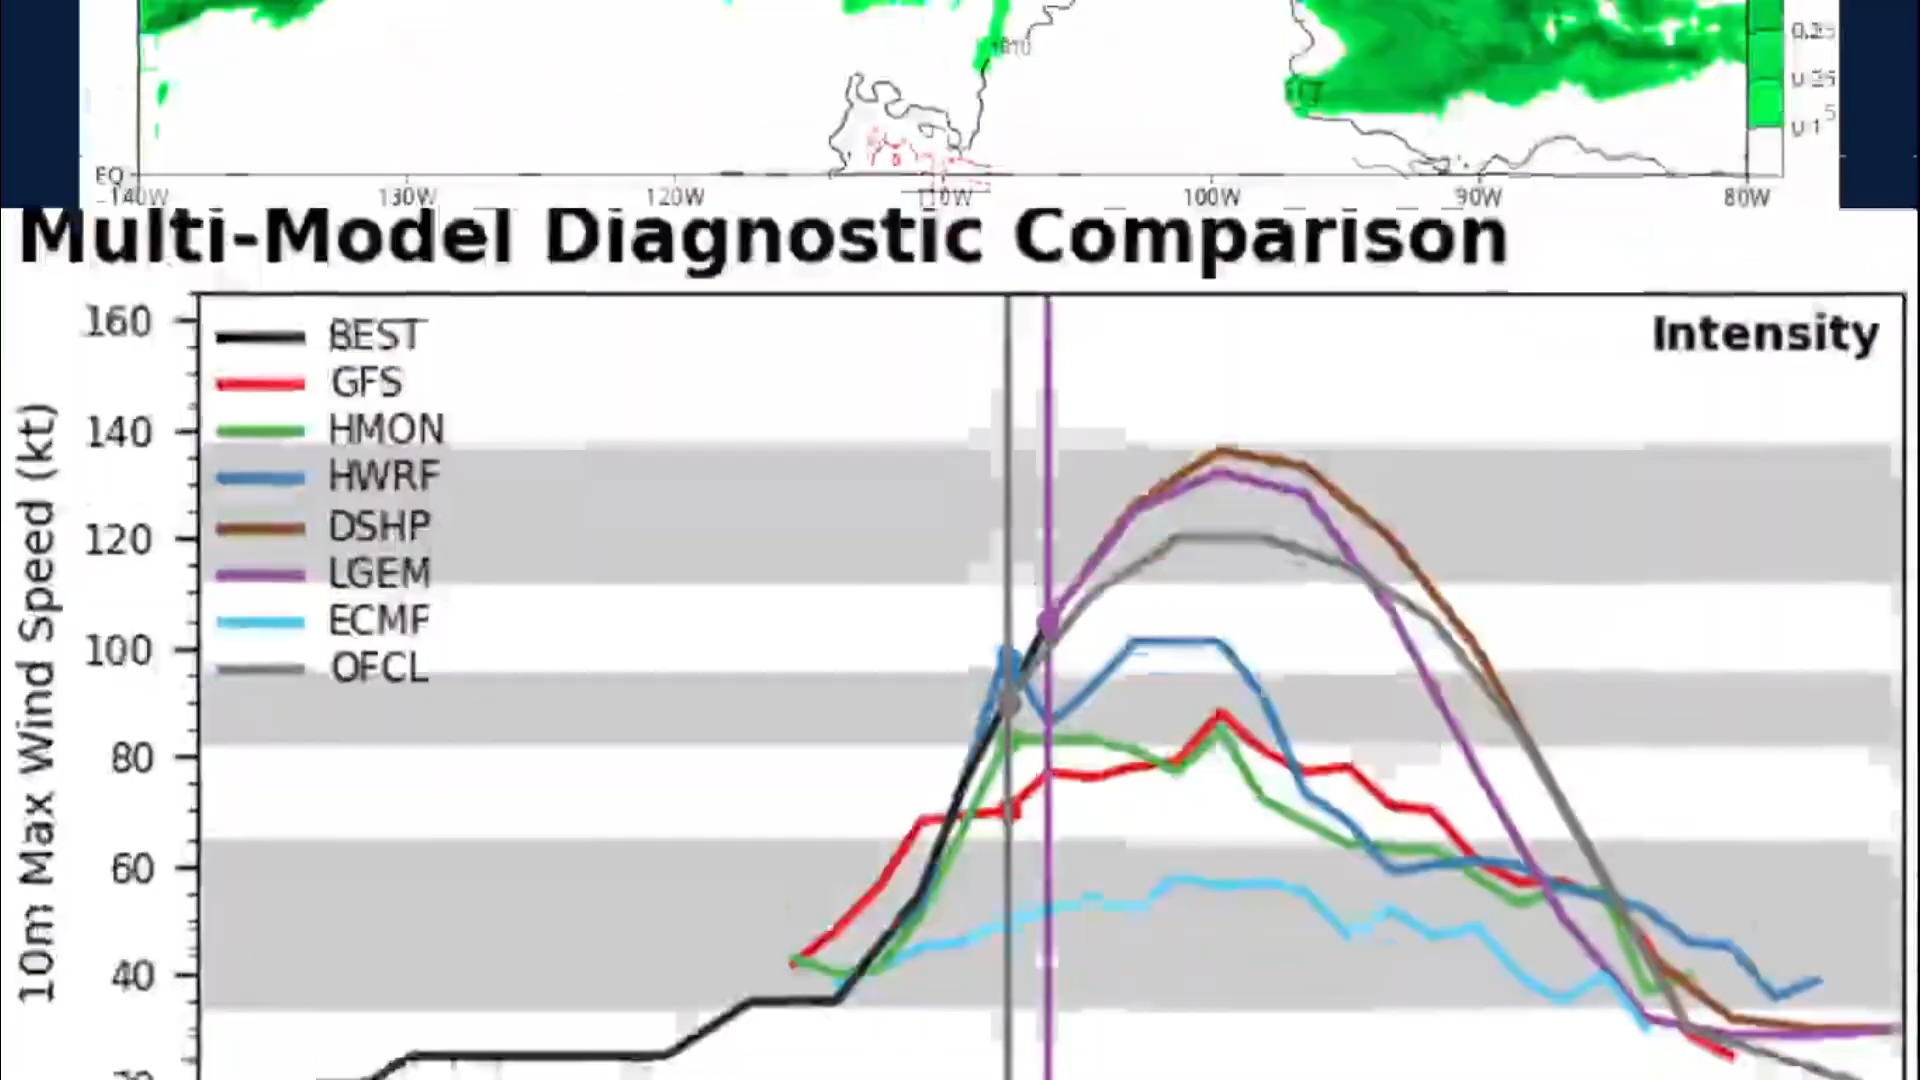 1010
EQ
140W 130W 120W 110W 100W 90W 80W
Multi-Model Diagnostic Comparison
Intensity
10m Max Wind Speed (kt)
160
140
120
100
80
60
40
BEST
GFS
HMON
HWRF
DSHP
LGEM
ECMF
OFCL